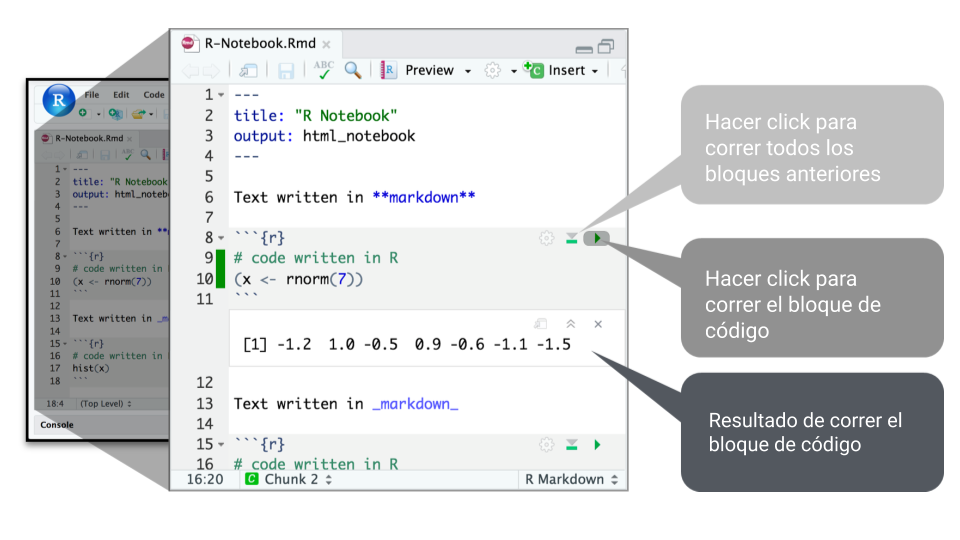 R-Notebook.Rmd
ABC
Preview
Insert
1 ---
2 title: "R Notebook"
3 output: html_notebook
4 ---
5
6 Text written in **markdown**
7
8 ```{r}
9 # code written in R
10 (x <- rnorm(7))
11 ```
[1] -1.2 1.0 -0.5 0.9 -0.6 -1.1 -1.5
12
13 Text written in _markdown_
14
15 ```{r}
16 # code written in R
16:20 C Chunk 2 R Markdown
R File Edit Code
R-Notebook.Rmd
ABC
1 ---
2 title: "R Notebook
3 output: html_noteb
4 ---
5
6 Text written in **
7
8 ```{r}
9 # code written in
10 (x <- rnorm(7))
11 ```
12
13 Text written in _m
14
15 ```{r}
16 # code written in
17 hist(x)
18 ```
18:4 (Top Level)
Console
Hacer click para
correr todos los
bloques anteriores
Hacer click para
correr el bloque de
código
Resultado de correr el
bloque de código